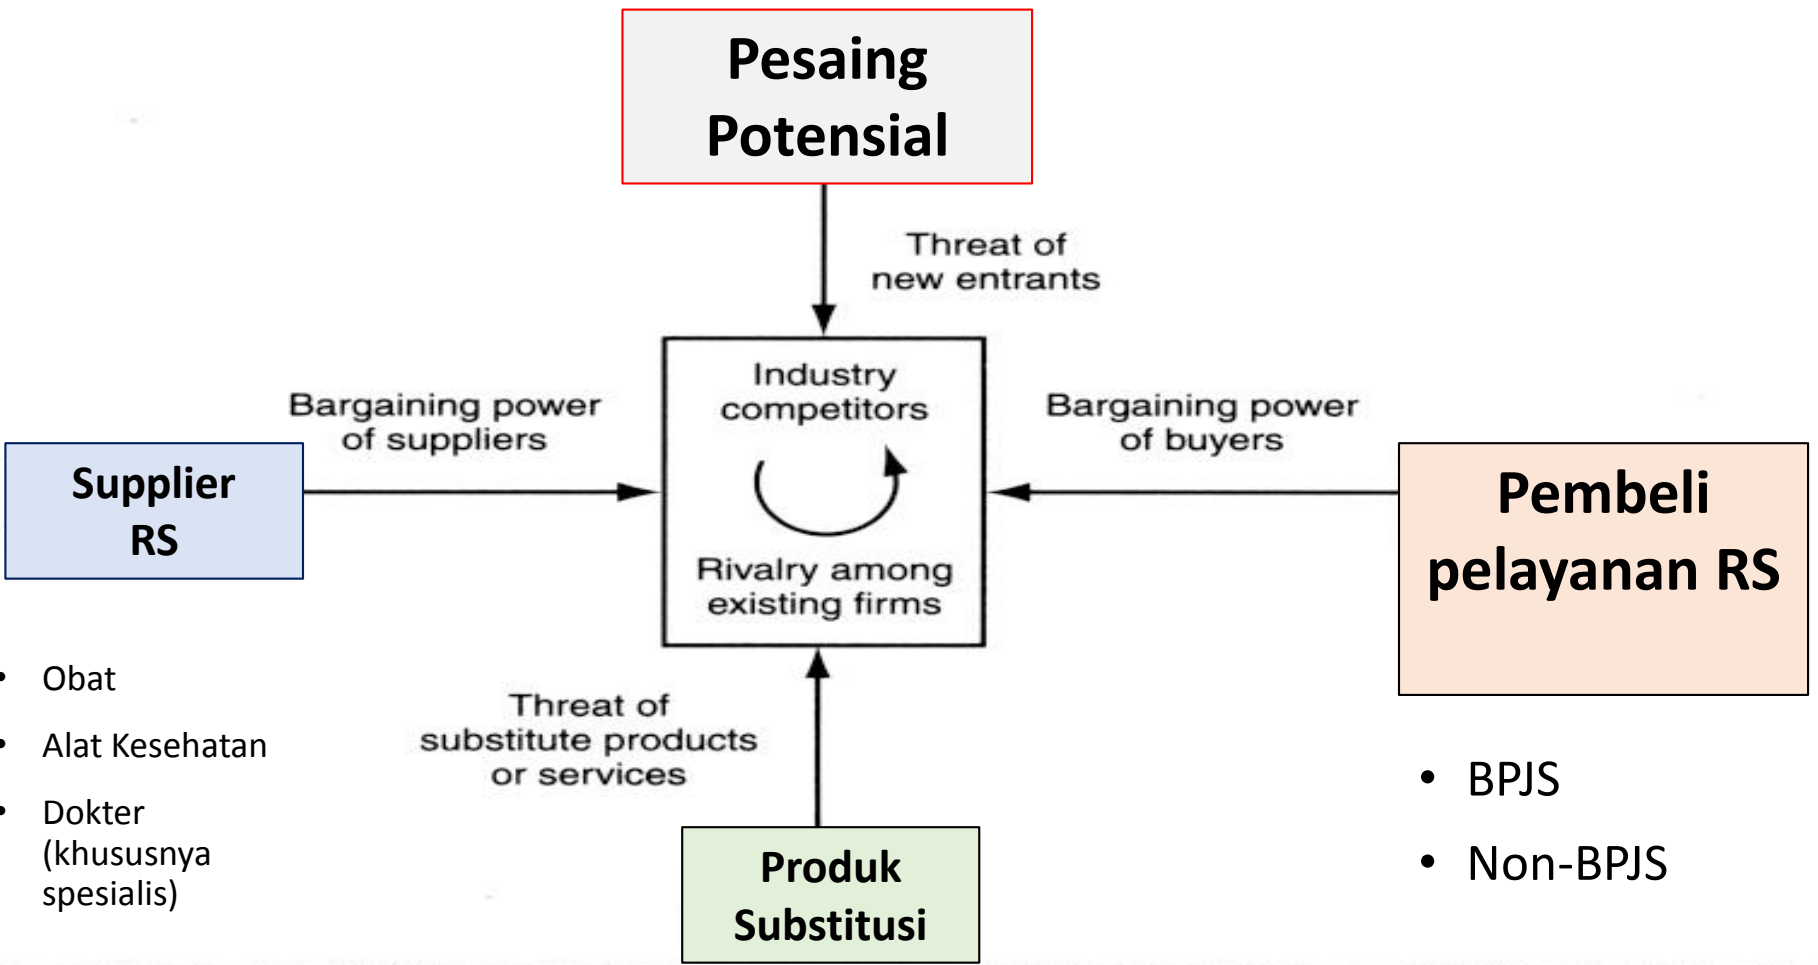 Pesaing
Potensial
Threat of
new entrants
Industry
competitors
Bargaining power
of suppliers
Bargaining power
of buyers
Supplier
RS
Pembeli
pelayanan RS
Rivalry among
existing firms
• Obat
• Alat Kesehatan
• Dokter
(khususnya
spesialis)
Threat of
substitute products
or services
• BPJS
• Non-BPJS
Produk
Substitusi